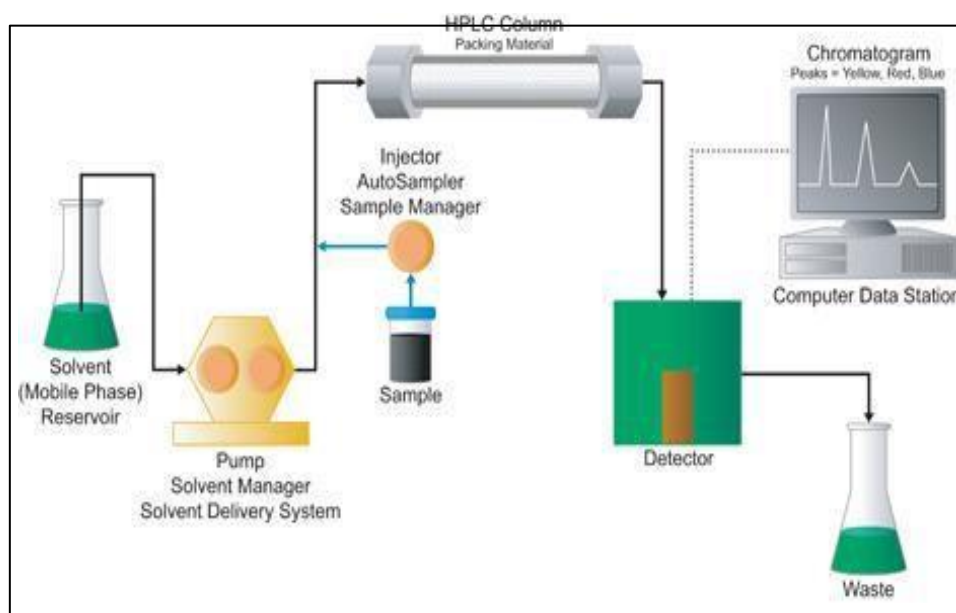 HPLC Column
Packing Material
Chromatogram
Peaks = Yellow, Red, Blue
Injector
AutoSampler
Sample Manager
Computer Data Station
Solvent
(Mobile Phase)
Reservoir
Sample
Pump
Solvent Manager
Solvent Delivery System
Detector
Waste